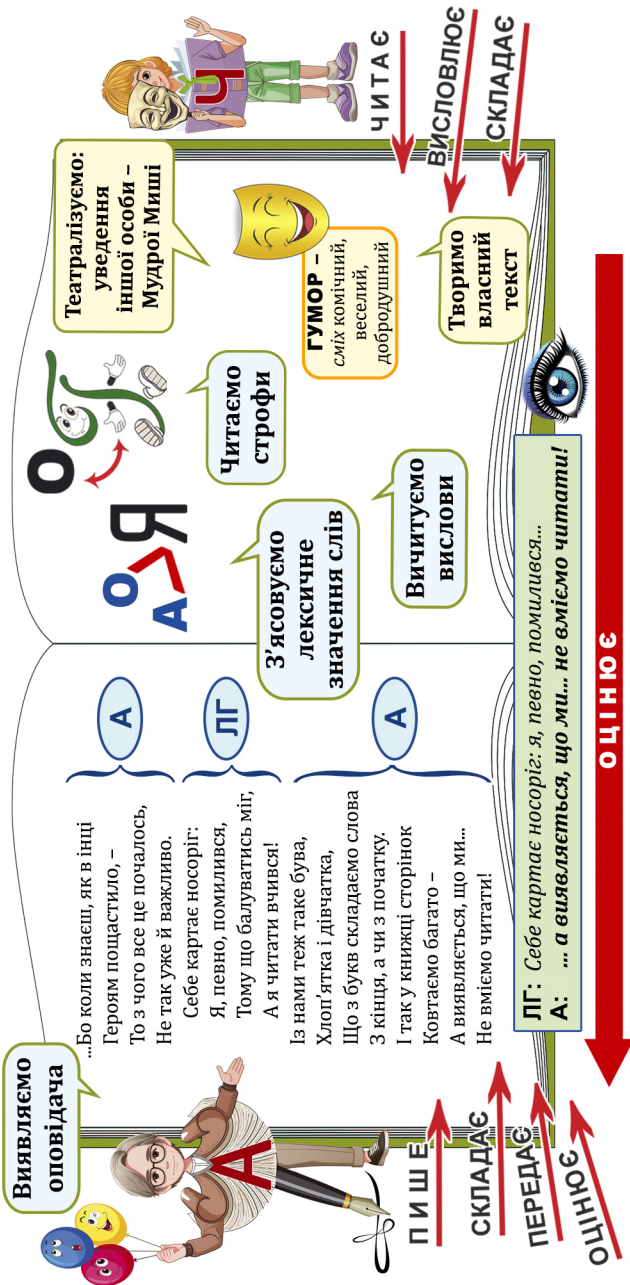 Виявляємо
оповідача
...Бо коли знаєш, як в інці
Героям пощастило, –
То з чого все це почалось,
Не так уже й важливо.
Себе картає носоріг:
Я, певно, помилився,
Тому що балуватись міг,
А я читати вчився!
Із нами теж таке бува,
Хлоп’ятка і дівчатка,
Що з букв складаємо слова
З кінця, а чи з початку.
І так у книжці сторінок
Ковтаємо багато –
А виявляється, що ми...
Не вміємо читати!
А
ЛГ
А
А
ПИШЕ
СКЛАДАЄ
ПЕРЕДАЄ
ОЦІНЮЄ
О
А О > Я
З’ясовуємо
лексичне
значення слів
Читаємо
строфи
Вичитуємо
вислови
Театралізуємо:
уведення
іншої особи –
Мудрої Миші
ГУМОР –
сміх комічний,
веселий,
добродушний
Творимо
власний
текст
Ч
ЧИТАЄ
ВИСЛОВЛЮЄ
СКЛАДАЄ
ЛГ: Себе картає носоріг: я, певно, помилився...
А: ... а виявляється, що ми... не вміємо читати!
ОЦІНЮЄ